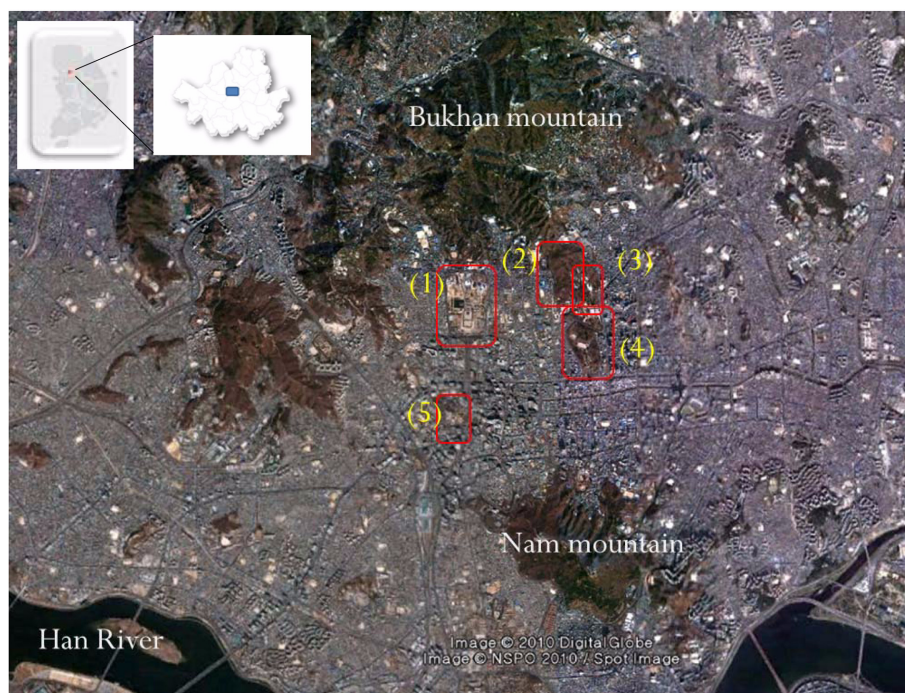 Bukhan mountain
(2)
(3)
(1)
(4)
(5)
Nam mountain
Han River
Image © 2010 DigitalGlobe
Image © NSPO 2010 / Spot Image